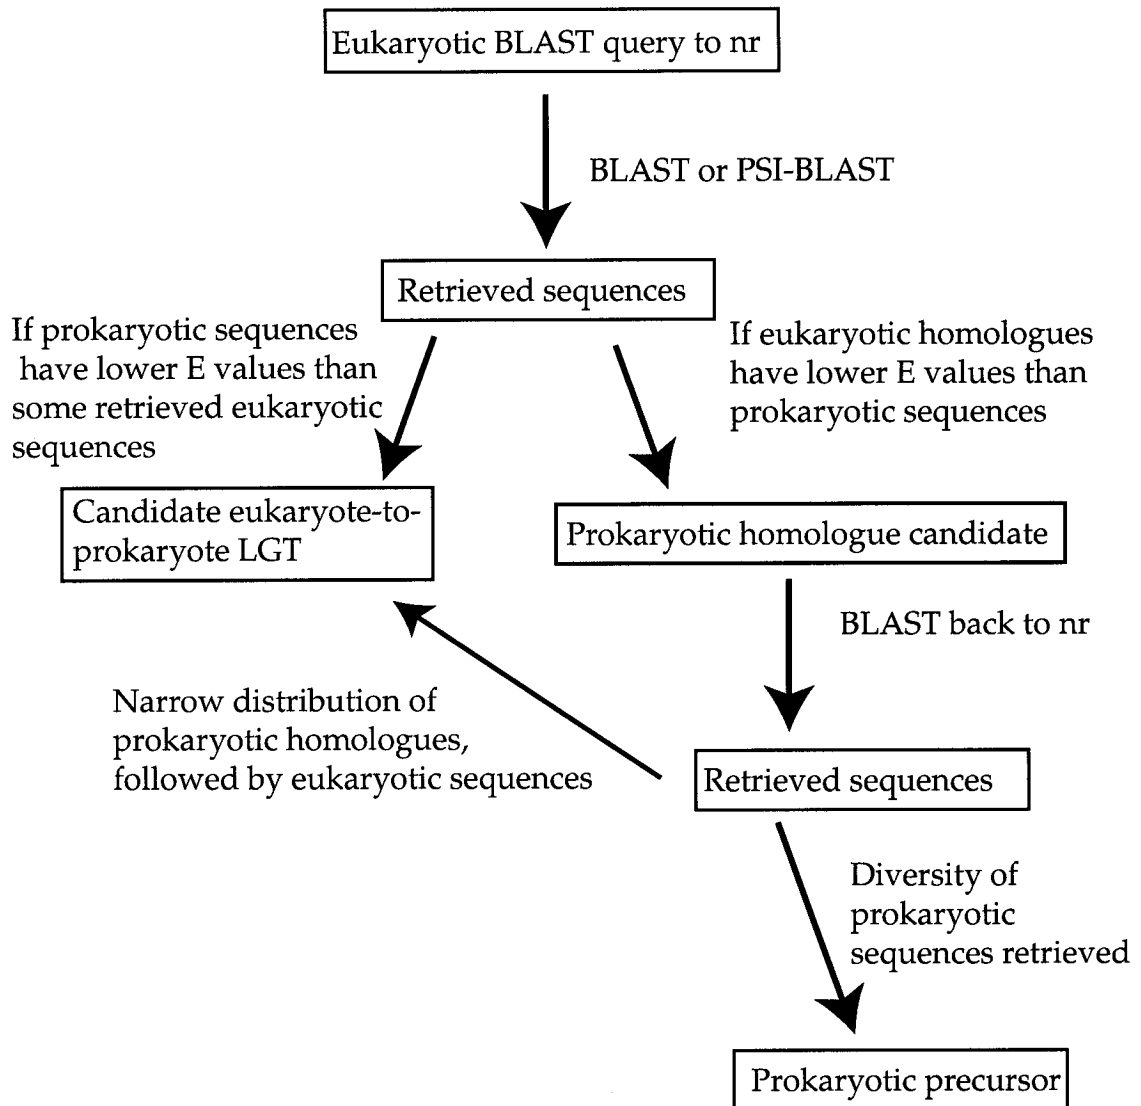 Eukaryotic BLAST query to nr
BLAST or PSI-BLAST
Retrieved sequences
If prokaryotic sequences
have lower E values than
some retrieved eukaryotic
sequences
If eukaryotic homologues
have lower E values than
prokaryotic sequences
Candidate eukaryote-to-
prokaryote LGT
Prokaryotic homologue candidate
BLAST back to nr
Narrow distribution of
prokaryotic homologues,
followed by eukaryotic sequences
Retrieved sequences
Diversity of
prokaryotic
sequences retrieved
Prokaryotic precursor